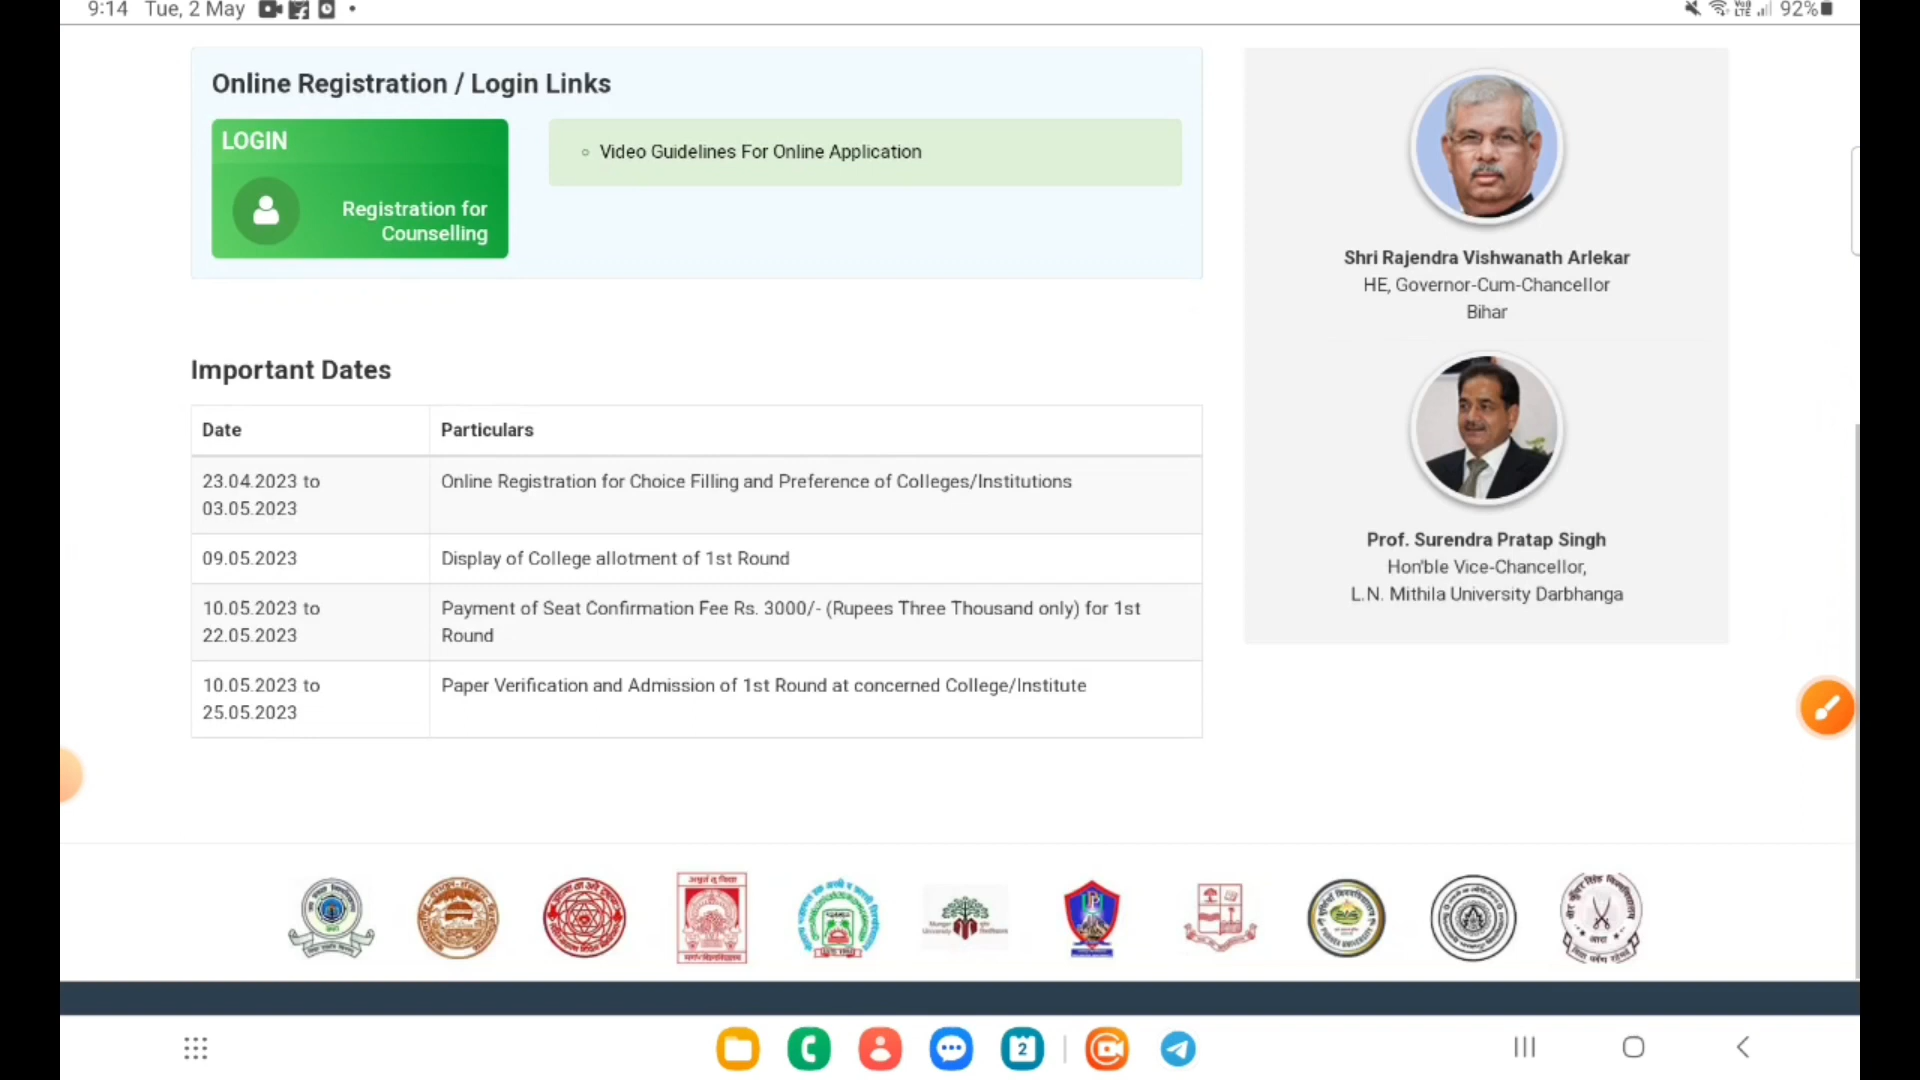 9:14 Tue, 2 May
92%
Online Registration / Login Links
LOGIN
Registration for
Counselling
Video Guidelines For Online Application
Shri Rajendra Vishwanath Arlekar
HE, Governor-Cum-Chancellor
Bihar
Important Dates
Date Particulars
23.04.2023 to Online Registration for Choice Filling and Preference of Colleges/Institutions
03.05.2023
09.05.2023 Display of College allotment of 1st Round
10.05.2023 to Payment of Seat Confirmation Fee Rs. 3000/- (Rupees Three Thousand only) for 1st
22.05.2023 Round
10.05.2023 to Paper Verification and Admission of 1st Round at concerned College/Institute
25.05.2023
Prof. Surendra Pratap Singh
Hon'ble Vice-Chancellor,
L.N. Mithila University Darbhanga
2